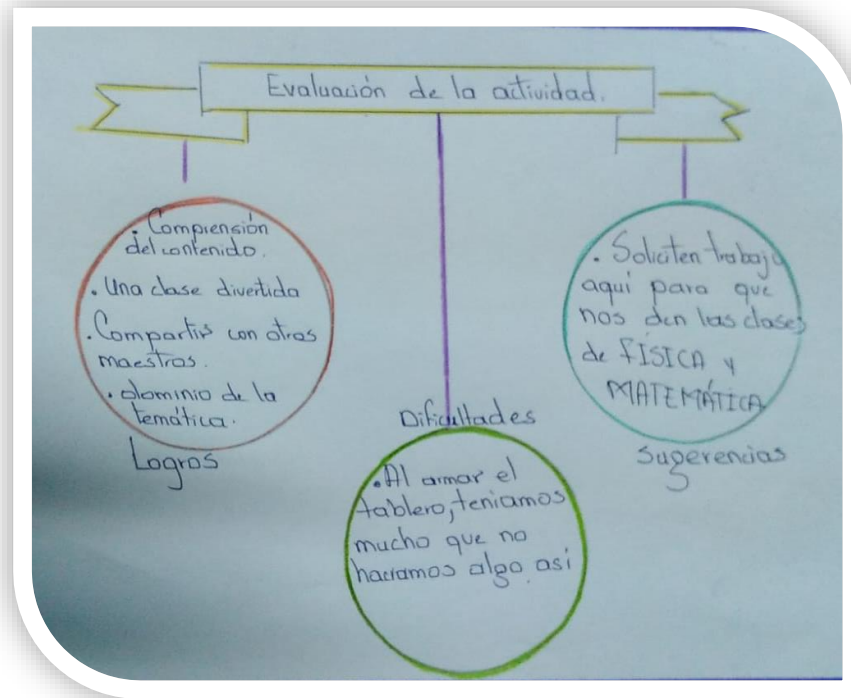 Evaluación de la actividad.
. Comprensión
del contenido.
. Una clase divertida
. Compartir con otros
maestros.
. dominio de la
temática.
Logros
Dificultades
. Al armar el
tablero, teniamos
mucho que no
haciamos algo así
. Soliciten trabajo
aquí para que
nos den las clases
de FÍSICA y
MATEMÁTICA
Sugerencias